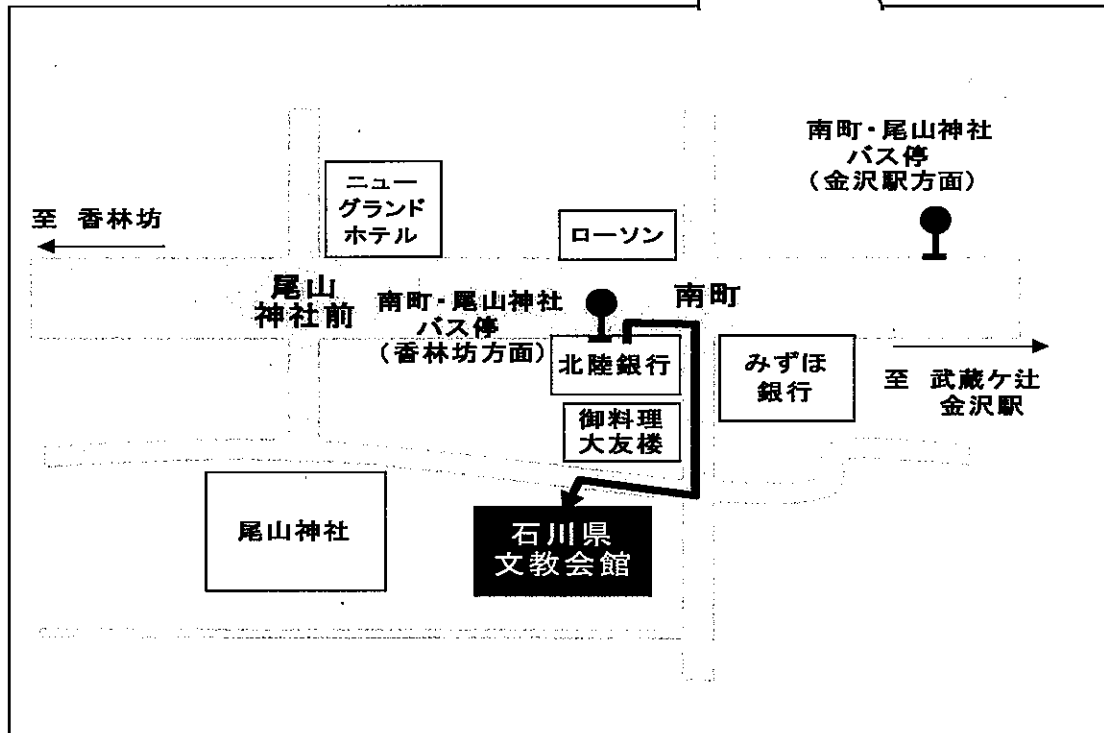 南町・尾山神社
バス停
(金沢駅方面)
ニュー
グランド
ホテル
至 香林坊
ローソン
尾山
神社前
南町・尾山神社
バス停
(香林坊方面)
南町
北陸銀行
みずほ
銀行
至 武蔵ケ辻
金沢駅
御料理
大友楼
尾山神社
石川県
文教会館